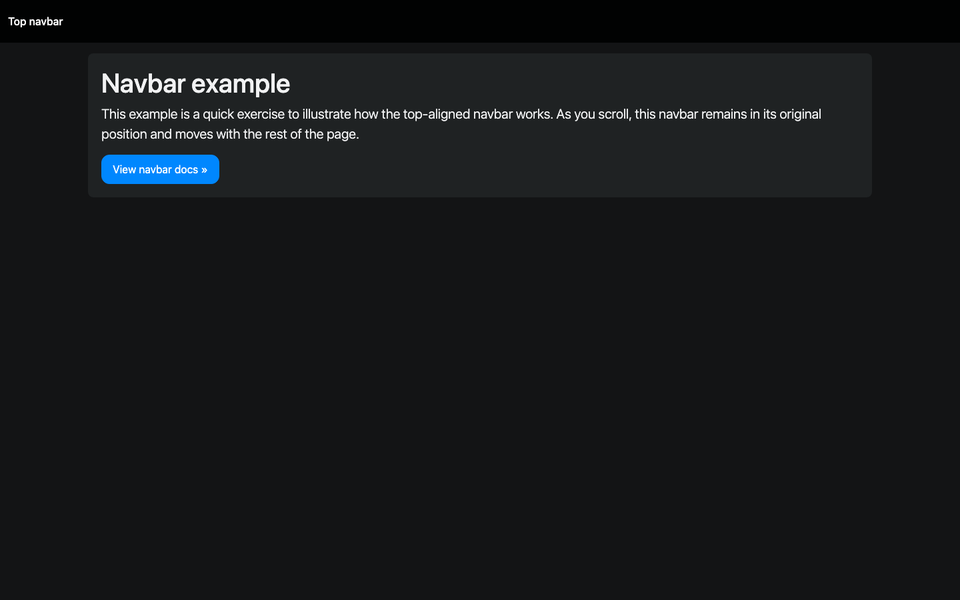 Top navbar
Navbar example
This example is a quick exercise to illustrate how the top-aligned navbar works. As you scroll, this navbar remains in its original
position and moves with the rest of the page.
View navbar docs »